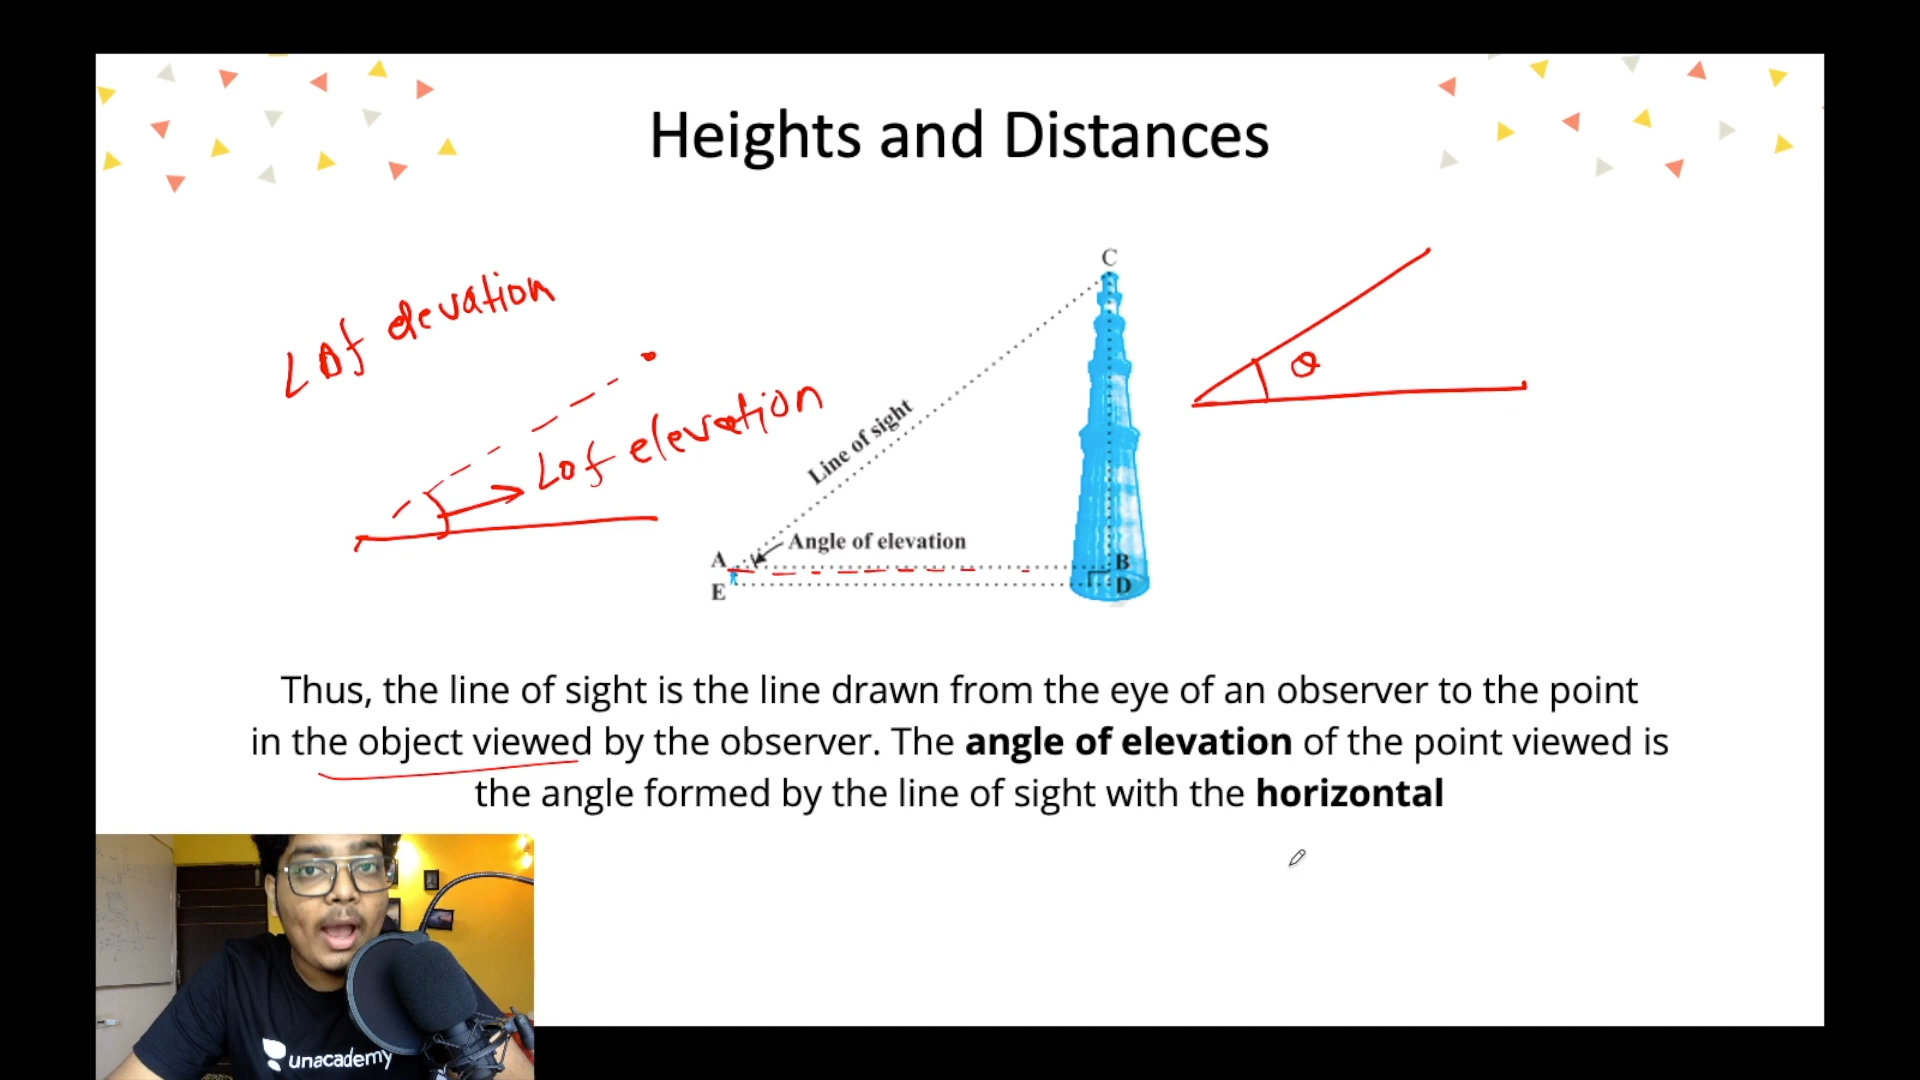 Heights and Distances
C
∠of elevation
θ
∠of elevation
Line of sight
Angle of elevation
A
B
E
D
Thus, the line of sight is the line drawn from the eye of an observer to the point
in the object viewed by the observer. The angle of elevation of the point viewed is
the angle formed by the line of sight with the horizontal
unacademy